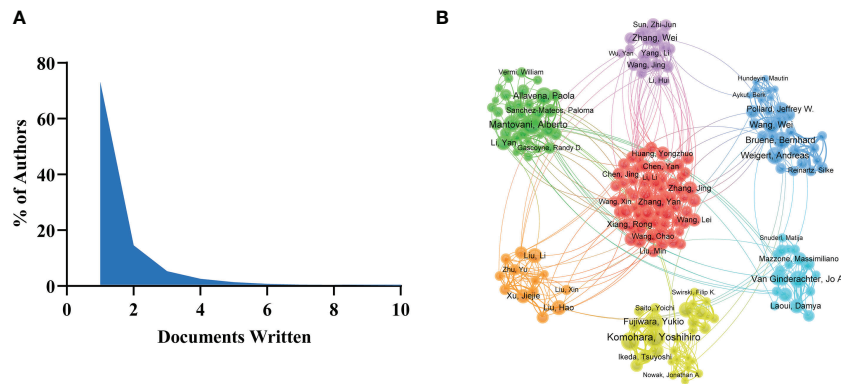 A
80
60
40
20
0
% of Authors
0 2 4 6 8 10
Documents Written
B
Sun, Zhi-Jun
Zhang, Wei
Wu, Yan
Yang, Li
Wang, Jing
Li, Hui
Vermi, William
Allavena, Paola
Sanchez-Mateos, Paloma
Mantovani, Alberto
Li, Yan
Gascoyne, Randy D.
Hundeyin, Mautin
Aykut, Berk
Pollard, Jeffrey W.
Wang, Wei
Bruene, Bernhard
Weigert, Andreas
Reinartz, Silke
Huang, Yongzhuo
Chen, Yan
Chen, Jing
Li, Li
Zhang, Jing
Wang, Xin
Zhang, Yan
Xiang, Rong
Wang, Lei
Wang, Chao
Liu, Min
Liu, Li
Zhu, Yu
Xu, Jiejie
Liu, Xin
Liu, Hao
Snuderl, Matija
Mazzone, Massimiliano
Van Ginderachter, Jo A
Laoui, Damya
Swirski, Filip K.
Saito, Yoichi
Fujiwara, Yukio
Komohara, Yoshihiro
Ikeda, Tsuyoshi
Nowak, Jonathan A.